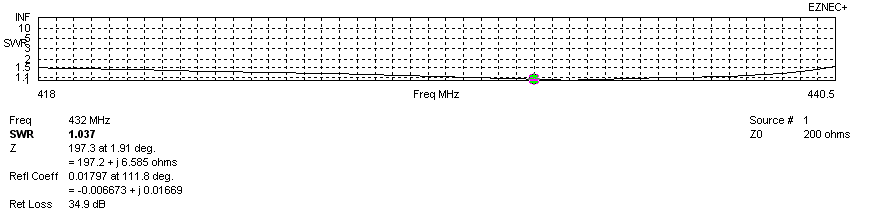 EZNEC+
INF
10
5
SWR
3
2
1.5
1.1
418 Freq MHz 440.5
Freq 432 MHz Source # 1
SWR 1.037 Z0 200 ohms
Z 197.3 at 1.91 deg.
= 197.2 + j 6.585 ohms
Refl Coeff 0.01797 at 111.8 deg.
= -0.006673 + j 0.01669
Ret Loss 34.9 dB